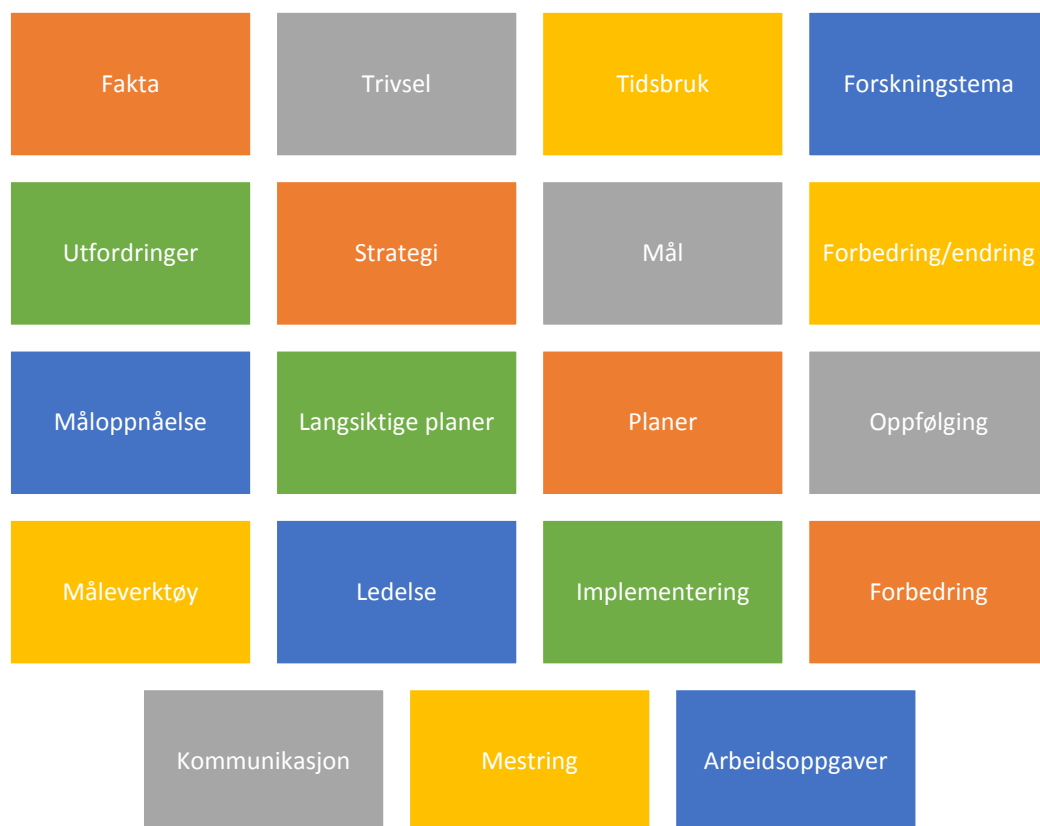 Fakta
Trivsel
Tidsbruk
Forskningstema
Utfordringer
Strategi
Mål
Forbedring/endring
Måloppnåelse
Langsiktige planer
Planer
Oppfølging
Måleverktøy
Ledelse
Implementering
Forbedring
Kommunikasjon
Mestring
Arbeidsoppgaver